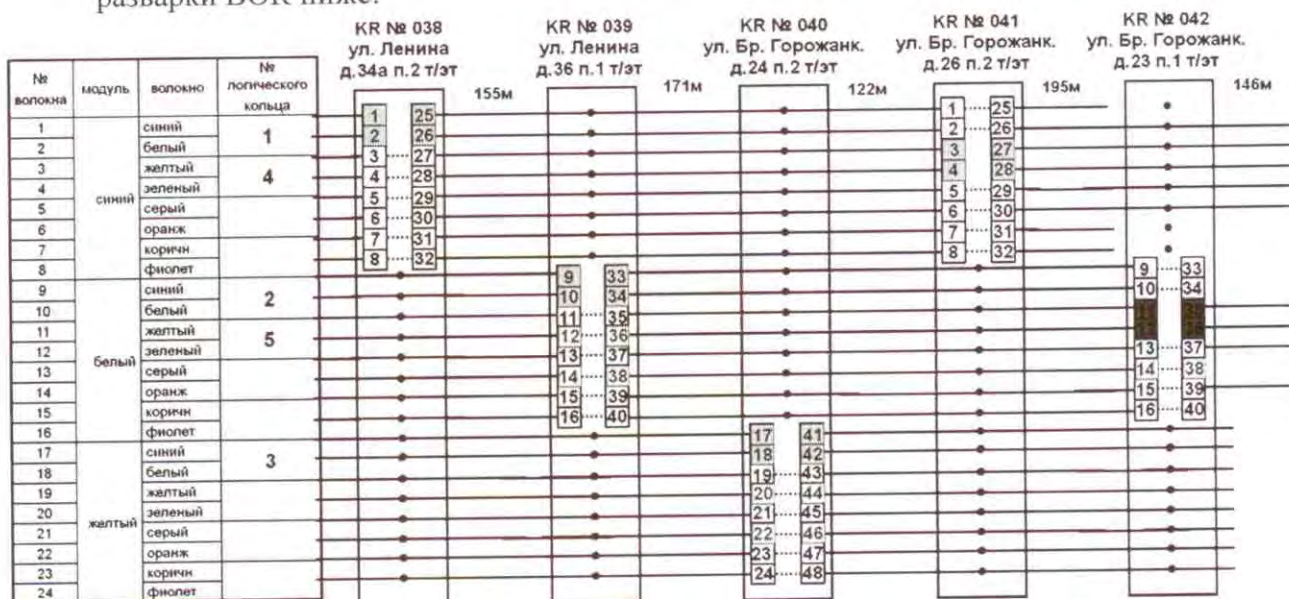 разварки ВОК ниже.
KR № 038
ул. Ленина
д.34а п.2 т/эт
KR № 039
ул. Ленина
д.36 п.1 т/эт
KR № 040
ул. Бр. Горожанк.
д.24 п.2 т/эт
KR № 041
ул. Бр. Горожанк.
д.26 п.2 т/эт
KR № 042
ул. Бр. Горожанк.
д.23 п.1 т/эт
155м 171м 122м 195м 146м
№ волокна модуль волокно № логического кольца
1 синий 1
2 белый
3 желтый 4
4 зеленый
синий
5 серый
6 оранж
7 коричн
8 фиолет
9 синий 2
10 белый
11 желтый 5
12 зеленый
белый
13 серый
14 оранж
15 коричн
16 фиолет
17 синий 3
18 белый
19 желтый
20 зеленый
желтый
21 серый
22 оранж
23 коричн
24 фиолет
1 25
2 26
3 27
4 28
5 29
6 30
7 31
8 32
9 33
10 34
11 35
12 36
13 37
14 38
15 39
16 40
17 41
18 42
19 43
20 44
21 45
22 46
23 47
24 48
1 25
2 26
3 27
4 28
5 29
6 30
7 31
8 32
9 33
10 34
13 37
14 38
15 39
16 40